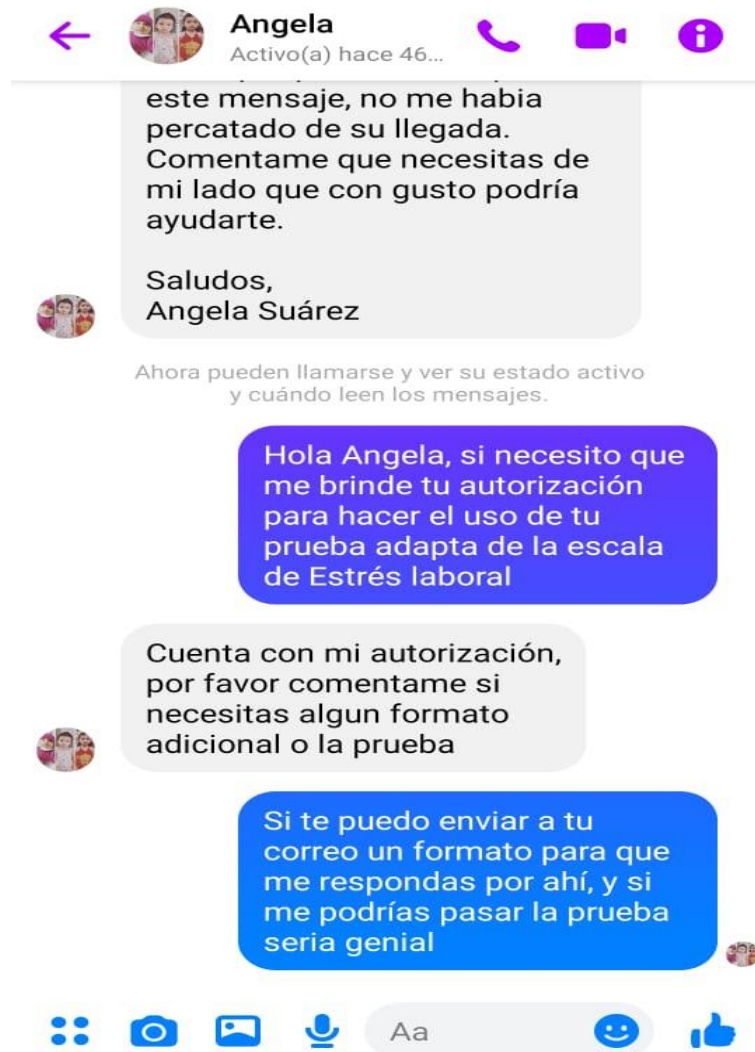 Angela
Activo(a) hace 46...
este mensaje, no me habia
percatado de su llegada.
Comentame que necesitas de
mi lado que con gusto podría
ayudarte.
Saludos,
Angela Suárez
Ahora pueden llamarse y ver su estado activo
y cuándo leen los mensajes.
Hola Angela, si necesito que
me brinde tu autorización
para hacer el uso de tu
prueba adapta de la escala
de Estrés laboral
Cuenta con mi autorización,
por favor comentame si
necesitas algun formato
adicional o la prueba
Si te puedo enviar a tu
correo un formato para que
me respondas por ahí, y si
me podrías pasar la prueba
seria genial
Aa